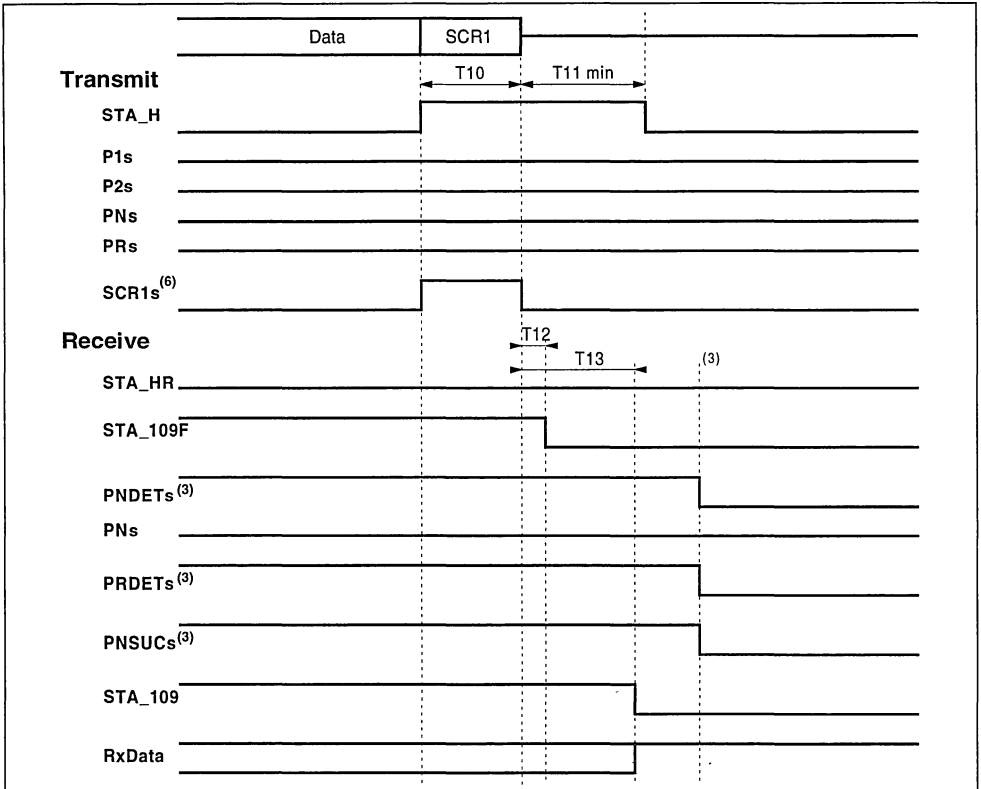 Data SCR1
T10 T11 min
Transmit
STA_H
P1s
P2s
PNs
PRs
SCR1s(6)
Receive
T12
T13 (3)
STA_HR
STA_109F
PNDETs(3)
PNs
PRDETs(3)
PNSUCs(3)
STA_109
RxData